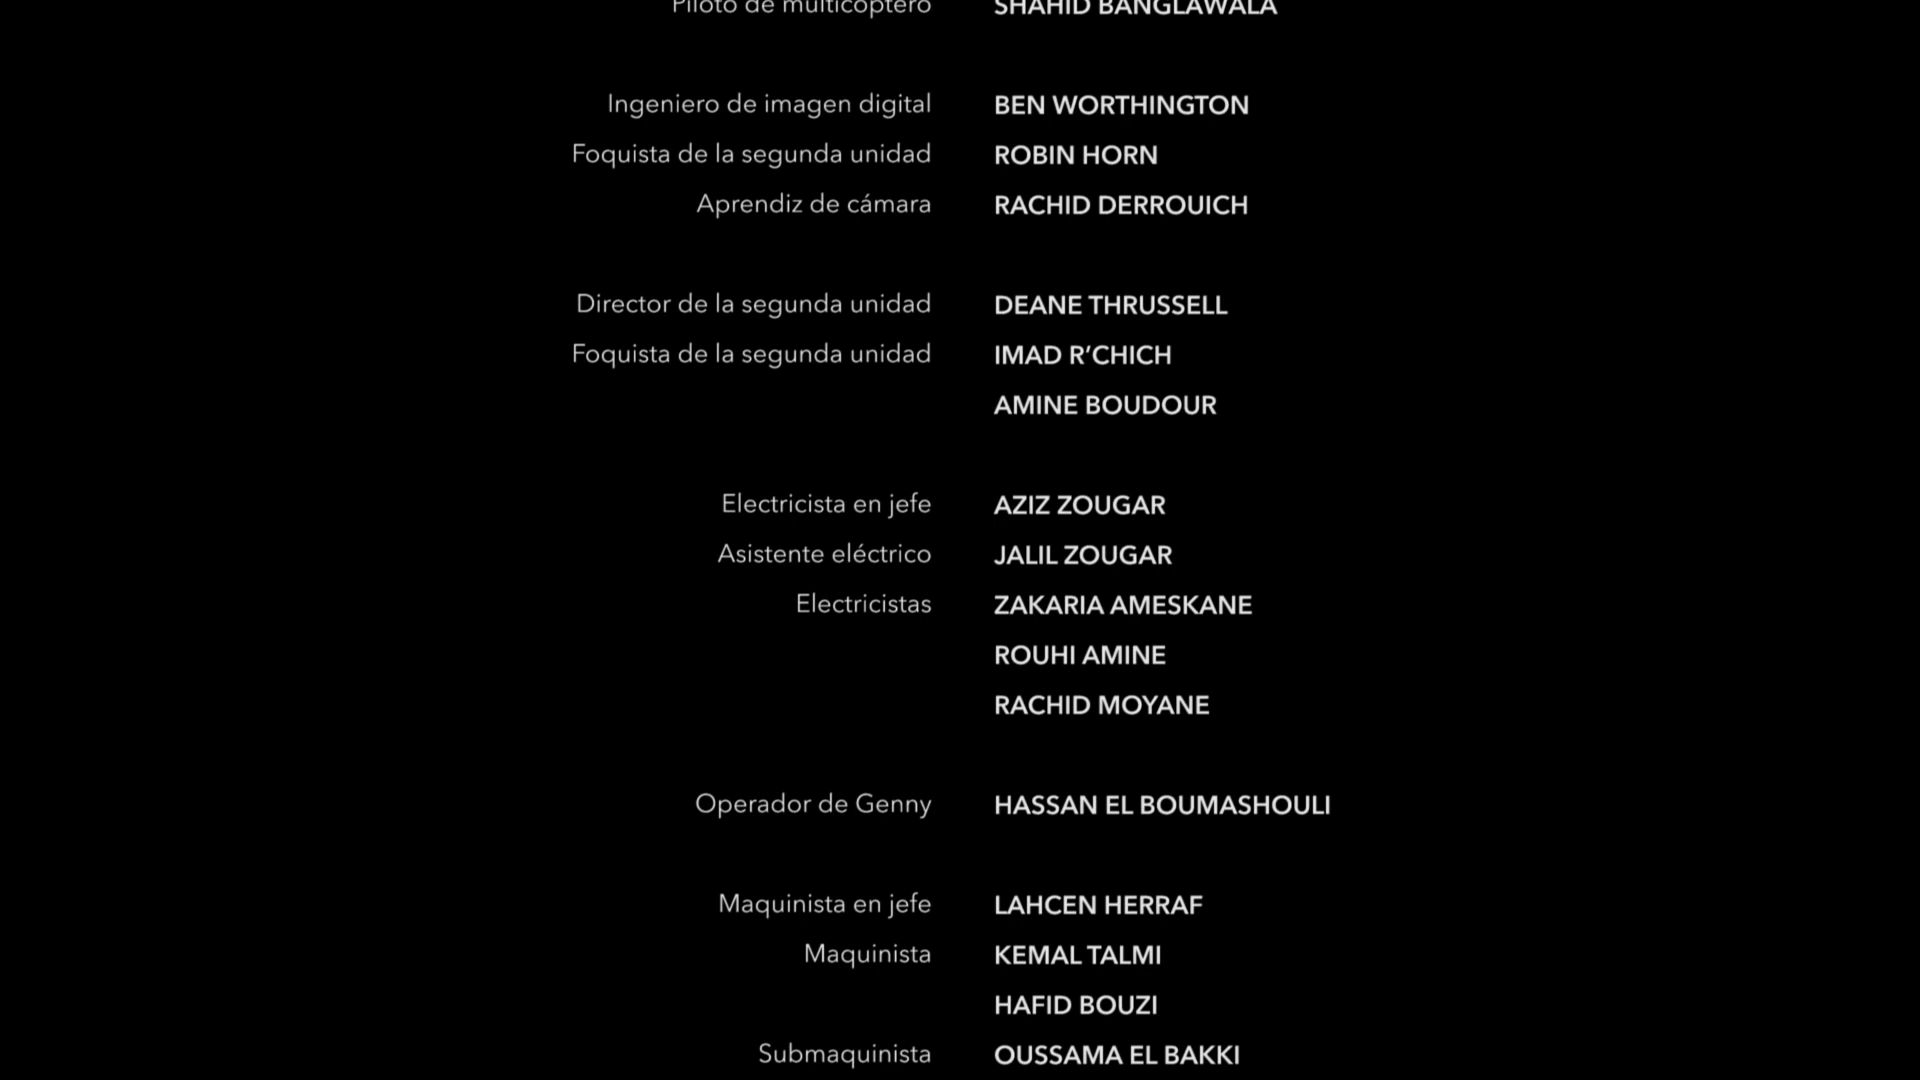 Piloto de multicóptero SHAHID BANGLAWALA
Ingeniero de imagen digital BEN WORTHINGTON
Foquista de la segunda unidad ROBIN HORN
Aprendiz de cámara RACHID DERROUICH
Director de la segunda unidad DEANE THRUSSELL
Foquista de la segunda unidad IMAD R’CHICH
AMINE BOUDOUR
Electricista en jefe AZIZ ZOUGAR
Asistente eléctrico JALIL ZOUGAR
Electricistas ZAKARIA AMESKANE
ROUHI AMINE
RACHID MOYANE
Operador de Genny HASSAN EL BOUMASHOULI
Maquinista en jefe LAHCEN HERRAF
Maquinista KEMAL TALMI
HAFID BOUZI
Submaquinista OUSSAMA EL BAKKI